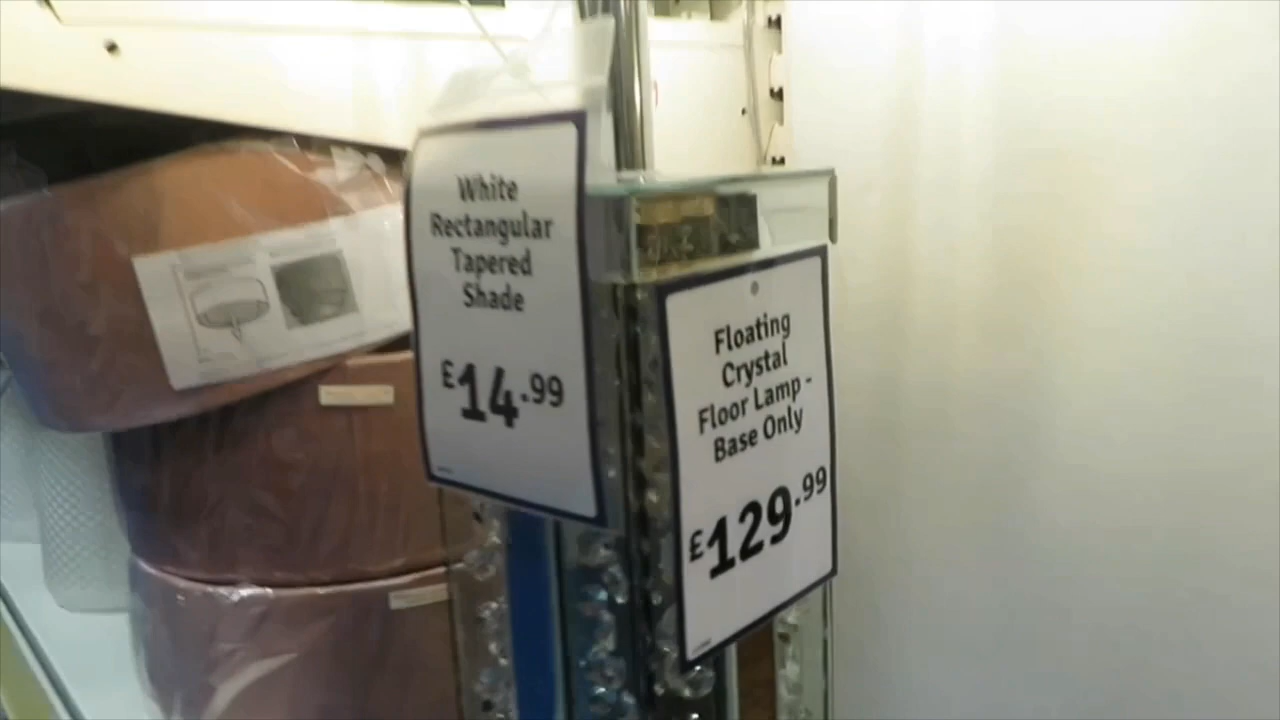 White
Rectangular
Tapered
Shade
£14.99
Floating
Crystal
Floor Lamp -
Base Only
£129.99